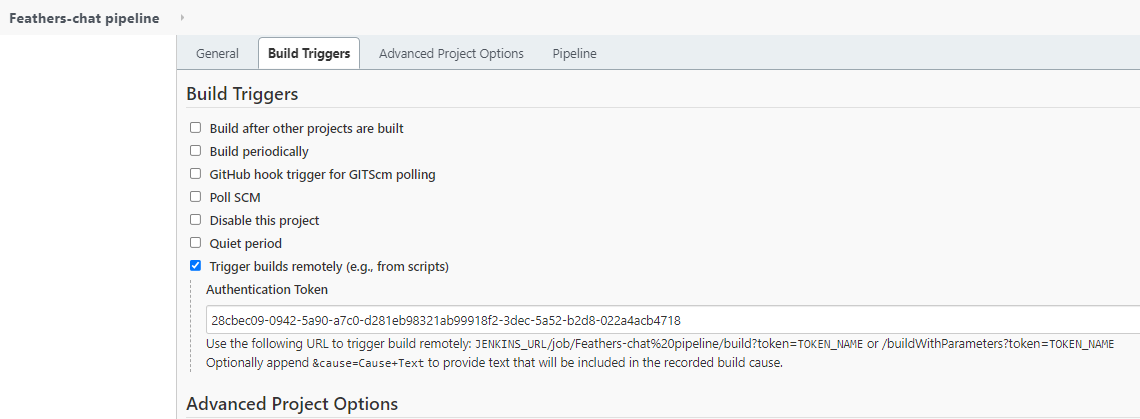 Feathers-chat pipeline
General Build Triggers Advanced Project Options Pipeline
Build Triggers
Build after other projects are built
Build periodically
GitHub hook trigger for GITScm polling
Poll SCM
Disable this project
Quiet period
Trigger builds remotely (e.g., from scripts)
Authentication Token
28cbec09-0942-5a90-a7c0-d281eb98321ab99918f2-3dec-5a52-b2d8-022a4acb4718
Use the following URL to trigger build remotely: JENKINS_URL/job/Feathers-chat%20pipeline/build?token=TOKEN_NAME or /buildWithParameters?token=TOKEN_NAME
Optionally append &cause=Cause+Text to provide text that will be included in the recorded build cause.
Advanced Project Options